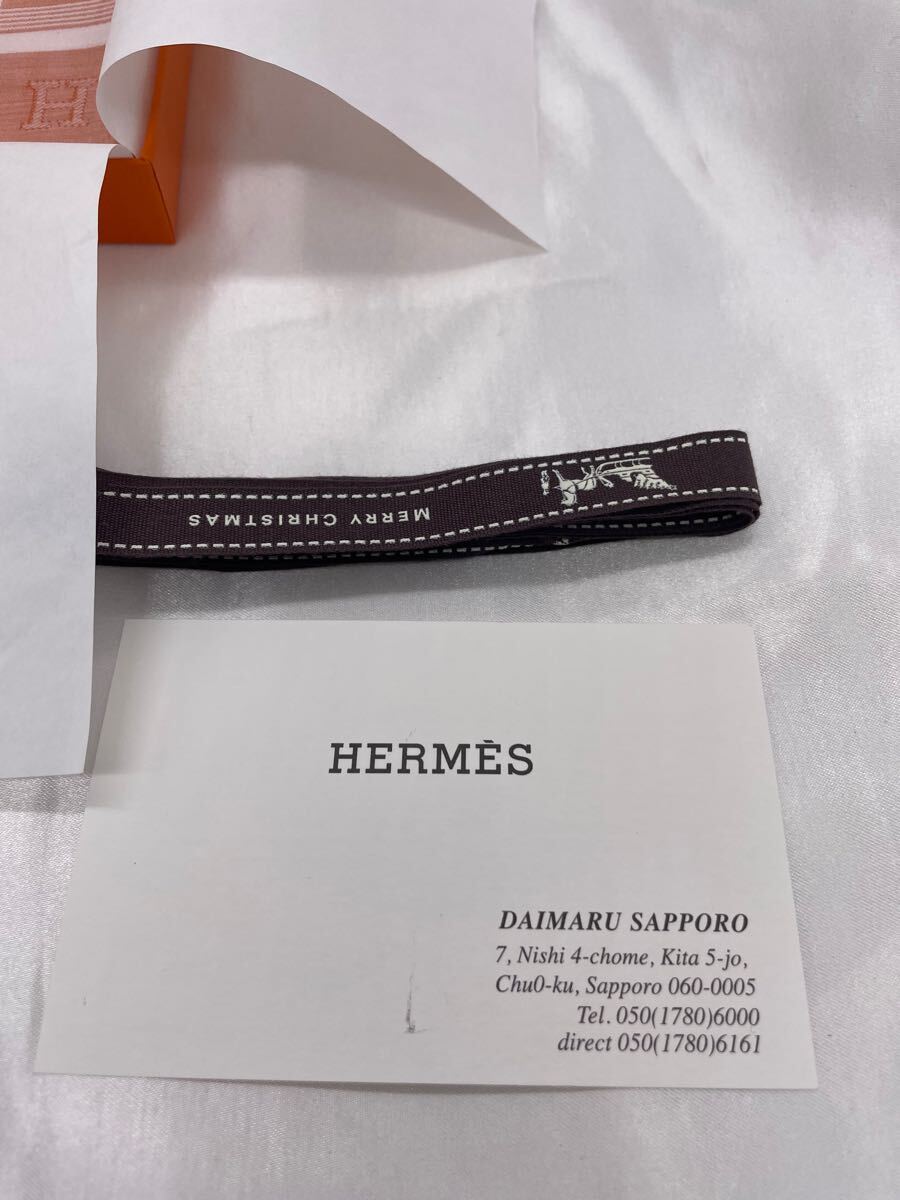 H
MERRY CHRISTMAS
HERMÈS
DAIMARU SAPPORO
7, Nishi 4-chome, Kita 5-jo,
Chu0-ku, Sapporo 060-0005
Tel. 050(1780)6000
direct 050(1780)6161